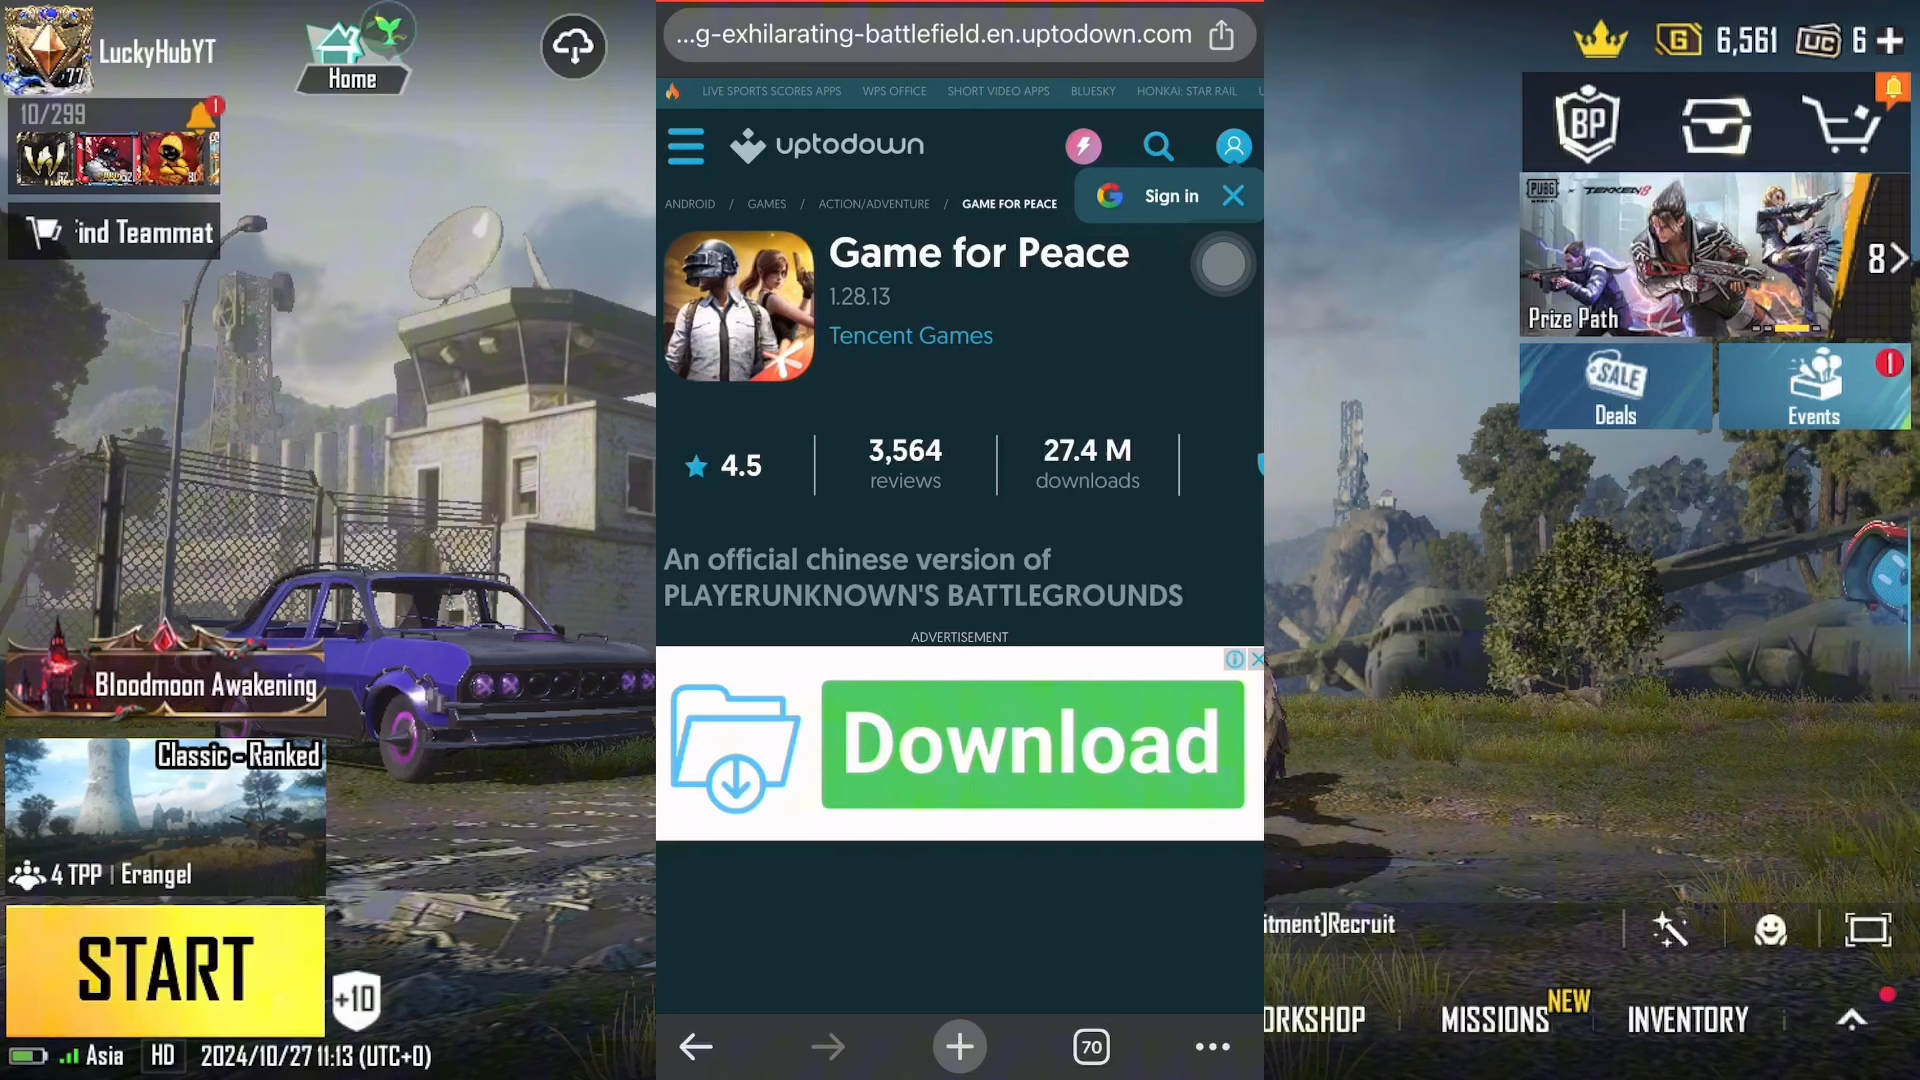 LuckyHubYT
77
Home
10/299
1
ind Teammat
Bloodmoon Awakening
Classic - Ranked
4 TPP | Erangel
START
+10
Asia
HD
2024/10/27 11:13 (UTC+0)
...g-exhilarating-battlefield.en.uptodown.com
LIVE SPORTS SCORES APPS
WPS OFFICE
SHORT VIDEO APPS
BLUESKY
HONKAI: STAR RAIL
uptodown
Sign in
ANDROID / GAMES / ACTION/ADVENTURE / GAME FOR PEACE
Game for Peace
1.28.13
Tencent Games
4.5
3,564
reviews
27.4 M
downloads
An official chinese version of
PLAYERUNKNOWN'S BATTLEGROUNDS
ADVERTISEMENT
Download
70
G 6,561
UC 6
BP
PUBG x TEKKEN 8
8
Prize Path
SALE
Deals
Events
itment]Recruit
ORKSHOP
MISSIONS
NEW
INVENTORY